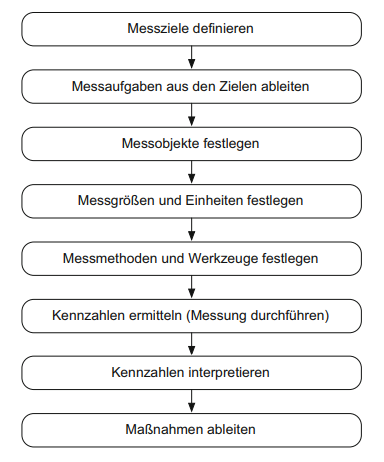 Messziele definieren
Messaufgaben aus den Zielen ableiten
Messobjekte festlegen
Messgrößen und Einheiten festlegen
Messmethoden und Werkzeuge festlegen
Kennzahlen ermitteln (Messung durchführen)
Kennzahlen interpretieren
Maßnahmen ableiten